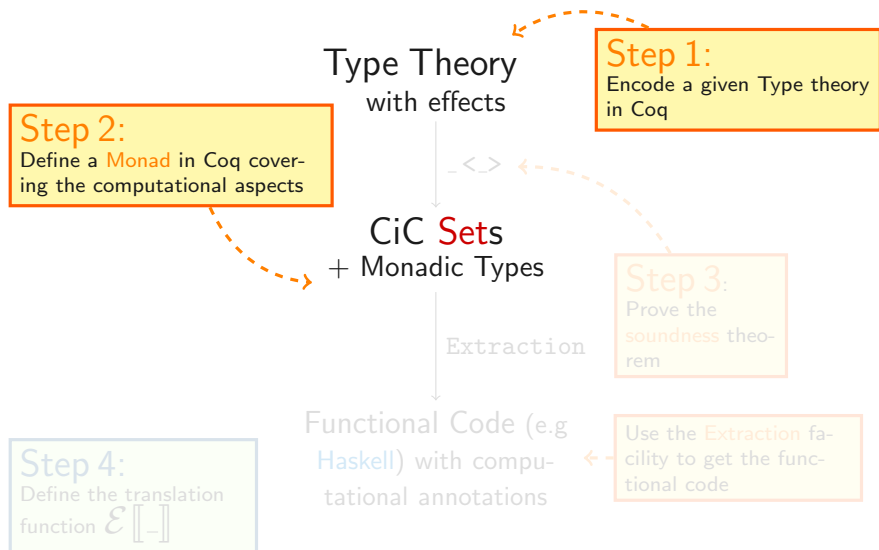 Step 1:
Encode a given Type theory
in Coq
Type Theory
with effects
Step 2:
Define a Monad in Coq cover-
ing the computational aspects
_<_>
CiC Sets
+ Monadic Types
Step 3:
Prove the
soundness theo-
rem
Extraction
Functional Code (e.g
Haskell) with compu-
tational annotations
Use the Extraction fa-
cility to get the func-
tional code
Step 4:
Define the translation
function ℰ⟦_⟧